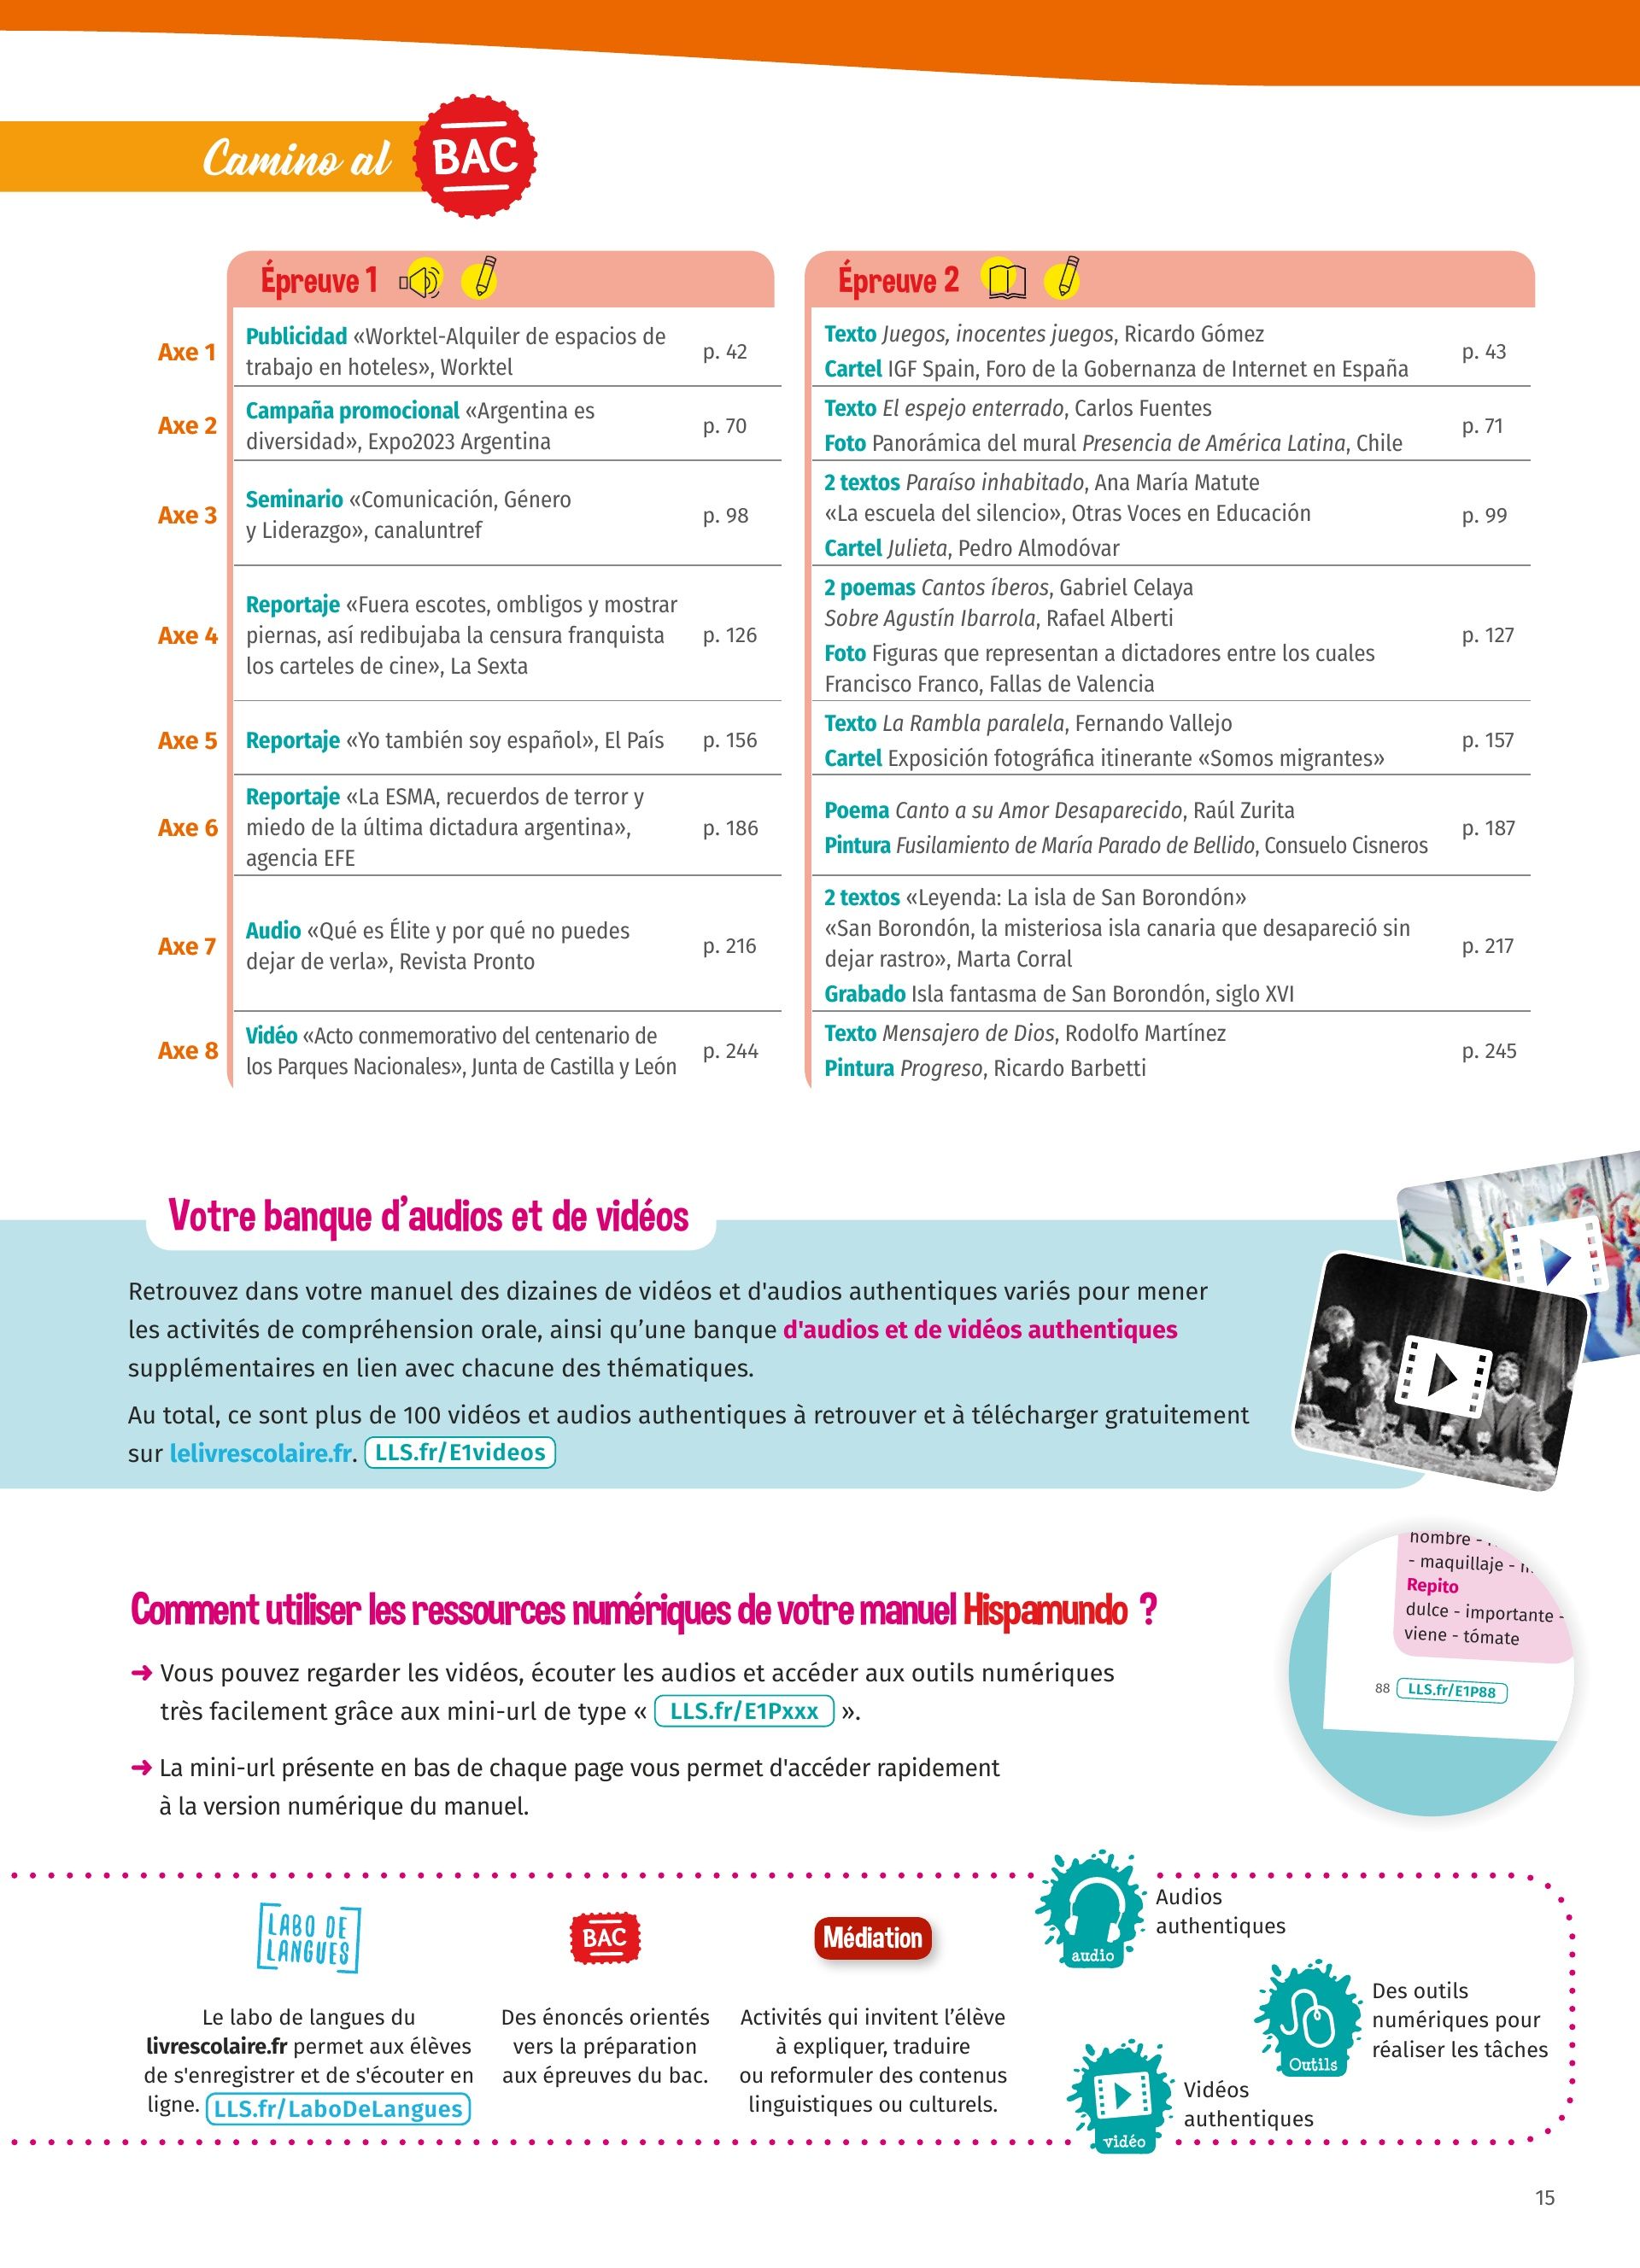 Camino al BAC
Épreuve 1
Épreuve 2
Axe 1
Publicidad «Worktel-Alquiler de espacios de
trabajo en hoteles», Worktel
p. 42
Texto Juegos, inocentes juegos, Ricardo Gómez
Cartel IGF Spain, Foro de la Gobernanza de Internet en España
p. 43
Axe 2
Campaña promocional «Argentina es
diversidad», Expo2023 Argentina
p. 70
Texto El espejo enterrado, Carlos Fuentes
Foto Panorámica del mural Presencia de América Latina, Chile
p. 71
Axe 3
Seminario «Comunicación, Género
y Liderazgo», canaluntref
p. 98
2 textos Paraíso inhabitado, Ana María Matute
«La escuela del silencio», Otras Voces en Educación
Cartel Julieta, Pedro Almodóvar
p. 99
Axe 4
Reportaje «Fuera escotes, ombligos y mostrar
piernas, así redibujaba la censura franquista
los carteles de cine», La Sexta
p. 126
2 poemas Cantos íberos, Gabriel Celaya
Sobre Agustín Ibarrola, Rafael Alberti
Foto Figuras que representan a dictadores entre los cuales
Francisco Franco, Fallas de Valencia
p. 127
Axe 5
Reportaje «Yo también soy español», El País
p. 156
Texto La Rambla paralela, Fernando Vallejo
Cartel Exposición fotográfica itinerante «Somos migrantes»
p. 157
Axe 6
Reportaje «La ESMA, recuerdos de terror y
miedo de la última dictadura argentina»,
agencia EFE
p. 186
Poema Canto a su Amor Desaparecido, Raúl Zurita
Pintura Fusilamiento de María Parado de Bellido, Consuelo Cisneros
p. 187
Axe 7
Audio «Qué es Élite y por qué no puedes
dejar de verla», Revista Pronto
p. 216
2 textos «Leyenda: La isla de San Borondón»
«San Borondón, la misteriosa isla canaria que desapareció sin
dejar rastro», Marta Corral
Grabado Isla fantasma de San Borondón, siglo XVI
p. 217
Axe 8
Vidéo «Acto conmemorativo del centenario de
los Parques Nacionales», Junta de Castilla y León
p. 244
Texto Mensajero de Dios, Rodolfo Martínez
Pintura Progreso, Ricardo Barbetti
p. 245
Votre banque d’audios et de vidéos
Retrouvez dans votre manuel des dizaines de vidéos et d'audios authentiques variés pour mener
les activités de compréhension orale, ainsi qu’une banque d'audios et de vidéos authentiques
supplémentaires en lien avec chacune des thématiques.
Au total, ce sont plus de 100 vidéos et audios authentiques à retrouver et à télécharger gratuitement
sur lelivrescolaire.fr. LLS.fr/E1videos
Comment utiliser les ressources numériques de votre manuel Hispamundo ?
➜ Vous pouvez regarder les vidéos, écouter les audios et accéder aux outils numériques
très facilement grâce aux mini-url de type « LLS.fr/E1Pxxx ».
➜ La mini-url présente en bas de chaque page vous permet d'accéder rapidement
à la version numérique du manuel.
hombre -
- maquillaje -
Repito
dulce - importante -
viene - tómate
88 LLS.fr/E1P88
LABO DE
LANGUES
Le labo de langues du
livrescolaire.fr permet aux élèves
de s'enregistrer et de s'écouter en
ligne. LLS.fr/LaboDeLangues
BAC
Des énoncés orientés
vers la préparation
aux épreuves du bac.
Médiation
Activités qui invitent l’élève
à expliquer, traduire
ou reformuler des contenus
linguistiques ou culturels.
audio
Audios
authentiques
Outils
Des outils
numériques pour
réaliser les tâches
vidéo
Vidéos
authentiques
15